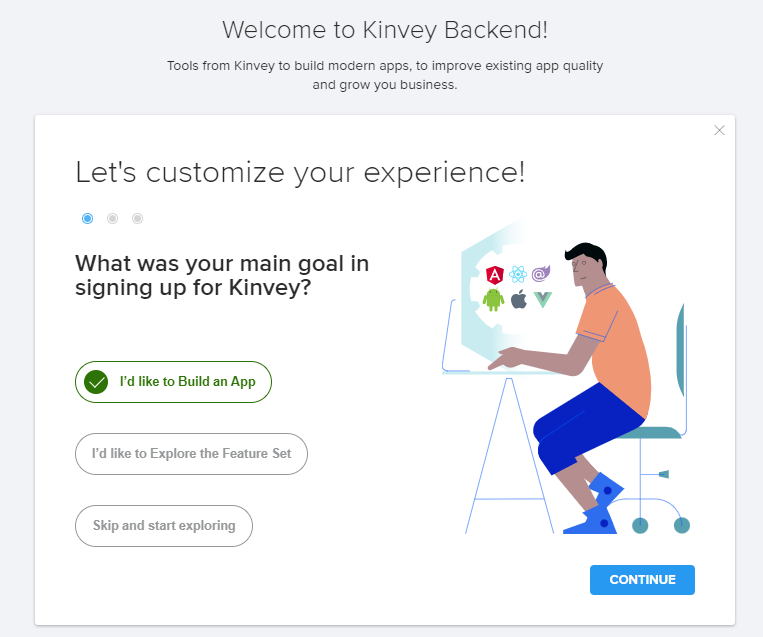 Welcome to Kinvey Backend!
Tools from Kinvey to build modern apps, to improve existing app quality
and grow you business.
Let's customize your experience!
What was your main goal in
signing up for Kinvey?
I'd like to Build an App
I'd like to Explore the Feature Set
Skip and start exploring
CONTINUE